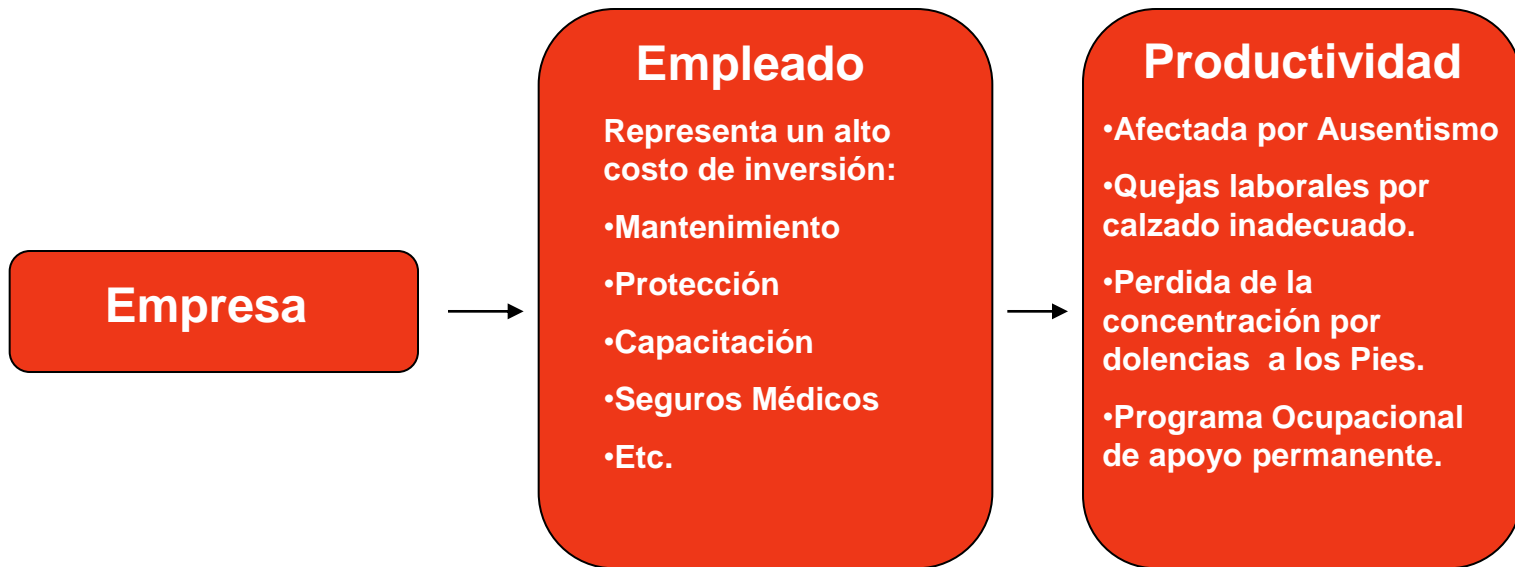 Empresa
Empleado
Representa un alto
costo de inversión:
•Mantenimiento
•Protección
•Capacitación
•Seguros Médicos
•Etc.
Productividad
•Afectada por Ausentismo
•Quejas laborales por
calzado inadecuado.
•Perdida de la
concentración por
dolencias  a los Pies.
•Programa Ocupacional
de apoyo permanente.